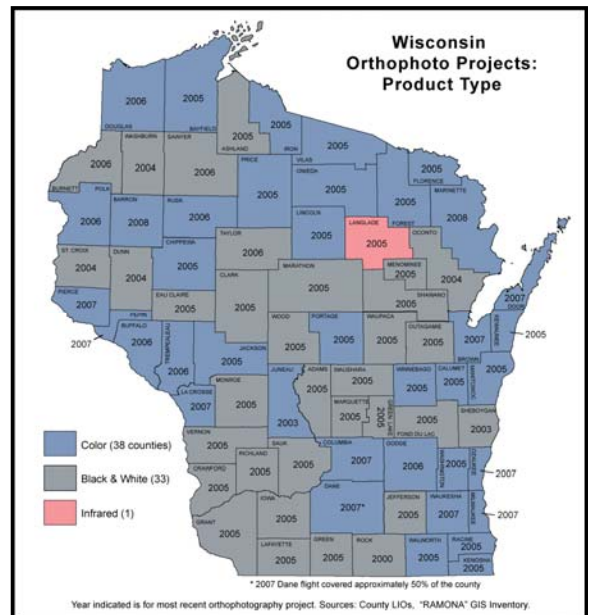 Wisconsin
Orthophoto Projects:
Product Type
2006
DOUGLAS
2005
BAYFIELD
2005
ASHLAND
2005
IRON
2005
VILAS
2006
BURNETT
WASHBURN
2004
SAWYER
2006
PRICE
2005
ONEIDA
2005
2005
FLORENCE
2005
FOREST
MARINETTE
2008
POLK
2006
BARRON
2008
RUSK
2006
LINCOLN
2005
LANGLADE
2005
OCONTO
2004
TAYLOR
2006
CHIPPEWA
2005
ST. CROIX
2004
DUNN
2004
CLARK
2005
MARATHON
2005
MENOMINEE
2005
SHAWANO
2005
PIERCE
2007
EAU CLAIRE
2005
PEPIN
2007
BUFFALO
2006
TREMPEALEAU
2006
JACKSON
2005
WOOD
2005
PORTAGE
2005
WAUPACA
2005
OUTAGAMIE
2005
BROWN
2007
KEWAUNEE
2005
2007
DOOR
LA CROSSE
2007
MONROE
2005
JUNEAU
2003
ADAMS
2005
WAUSHARA
2005
WINNEBAGO
2005
CALUMET
2005
MANITOWOC
2005
MARQUETTE
2005
GREEN LAKE
2005
FOND DU LAC
2005
SHEBOYGAN
2003
VERNON
2005
RICHLAND
2005
SAUK
2005
COLUMBIA
2007
DODGE
2006
WASHINGTON
2005
OZAUKEE
2007
CRAWFORD
2005
GRANT
2005
IOWA
2005
DANE
2007*
JEFFERSON
2005
WAUKESHA
2007
MILWAUKEE
2007
LAFAYETTE
2005
GREEN
2005
ROCK
2000
WALWORTH
2005
RACINE
2005
KENOSHA
2005
Color (38 counties)
Black & White (33)
Infrared (1)
* 2007 Dane flight covered approximately 50% of the county
Year indicated is for most recent orthophotography project. Sources: County LIOs, "RAMONA" GIS Inventory.